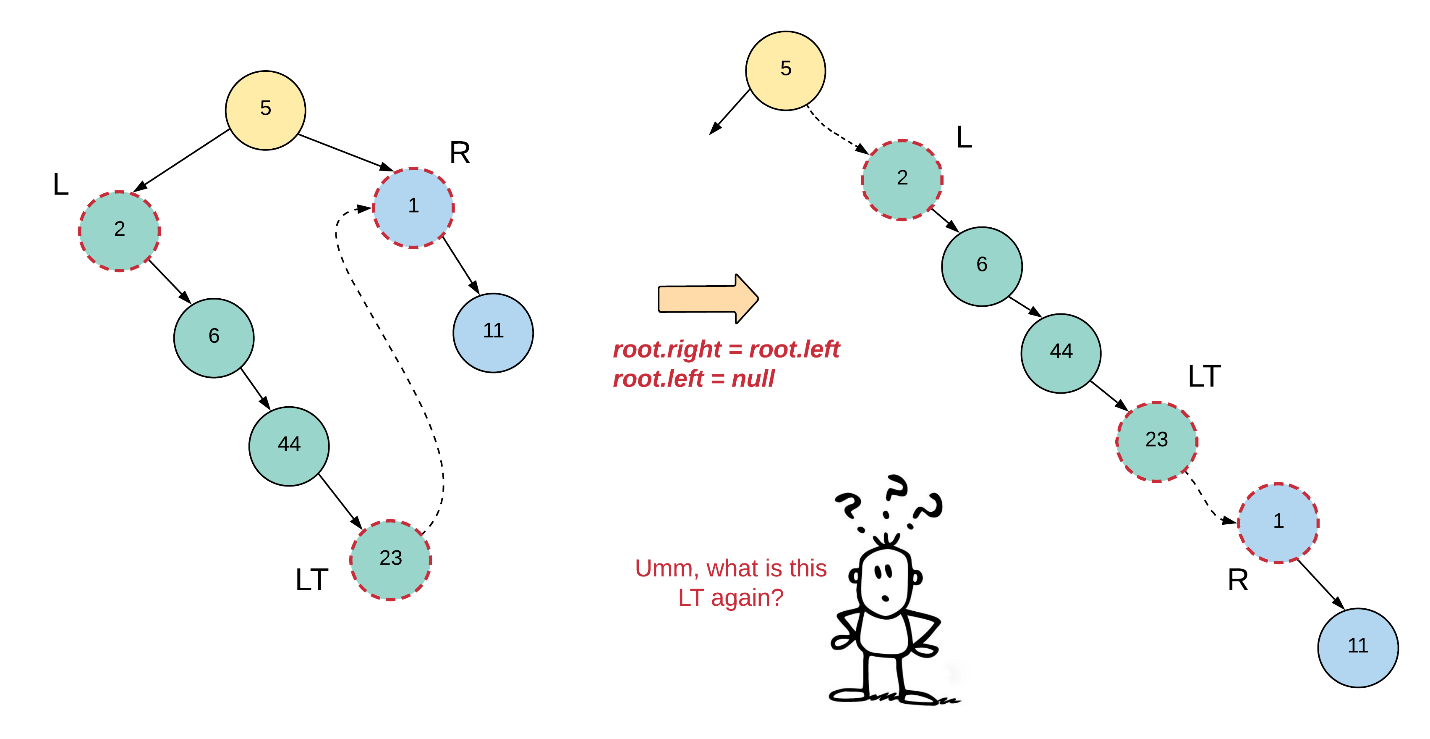 5
L
2
R
1
6
11
44
23
LT
root.right = root.left
root.left = null
Umm, what is this
LT again?
5
L
2
6
44
LT
23
1
R
11